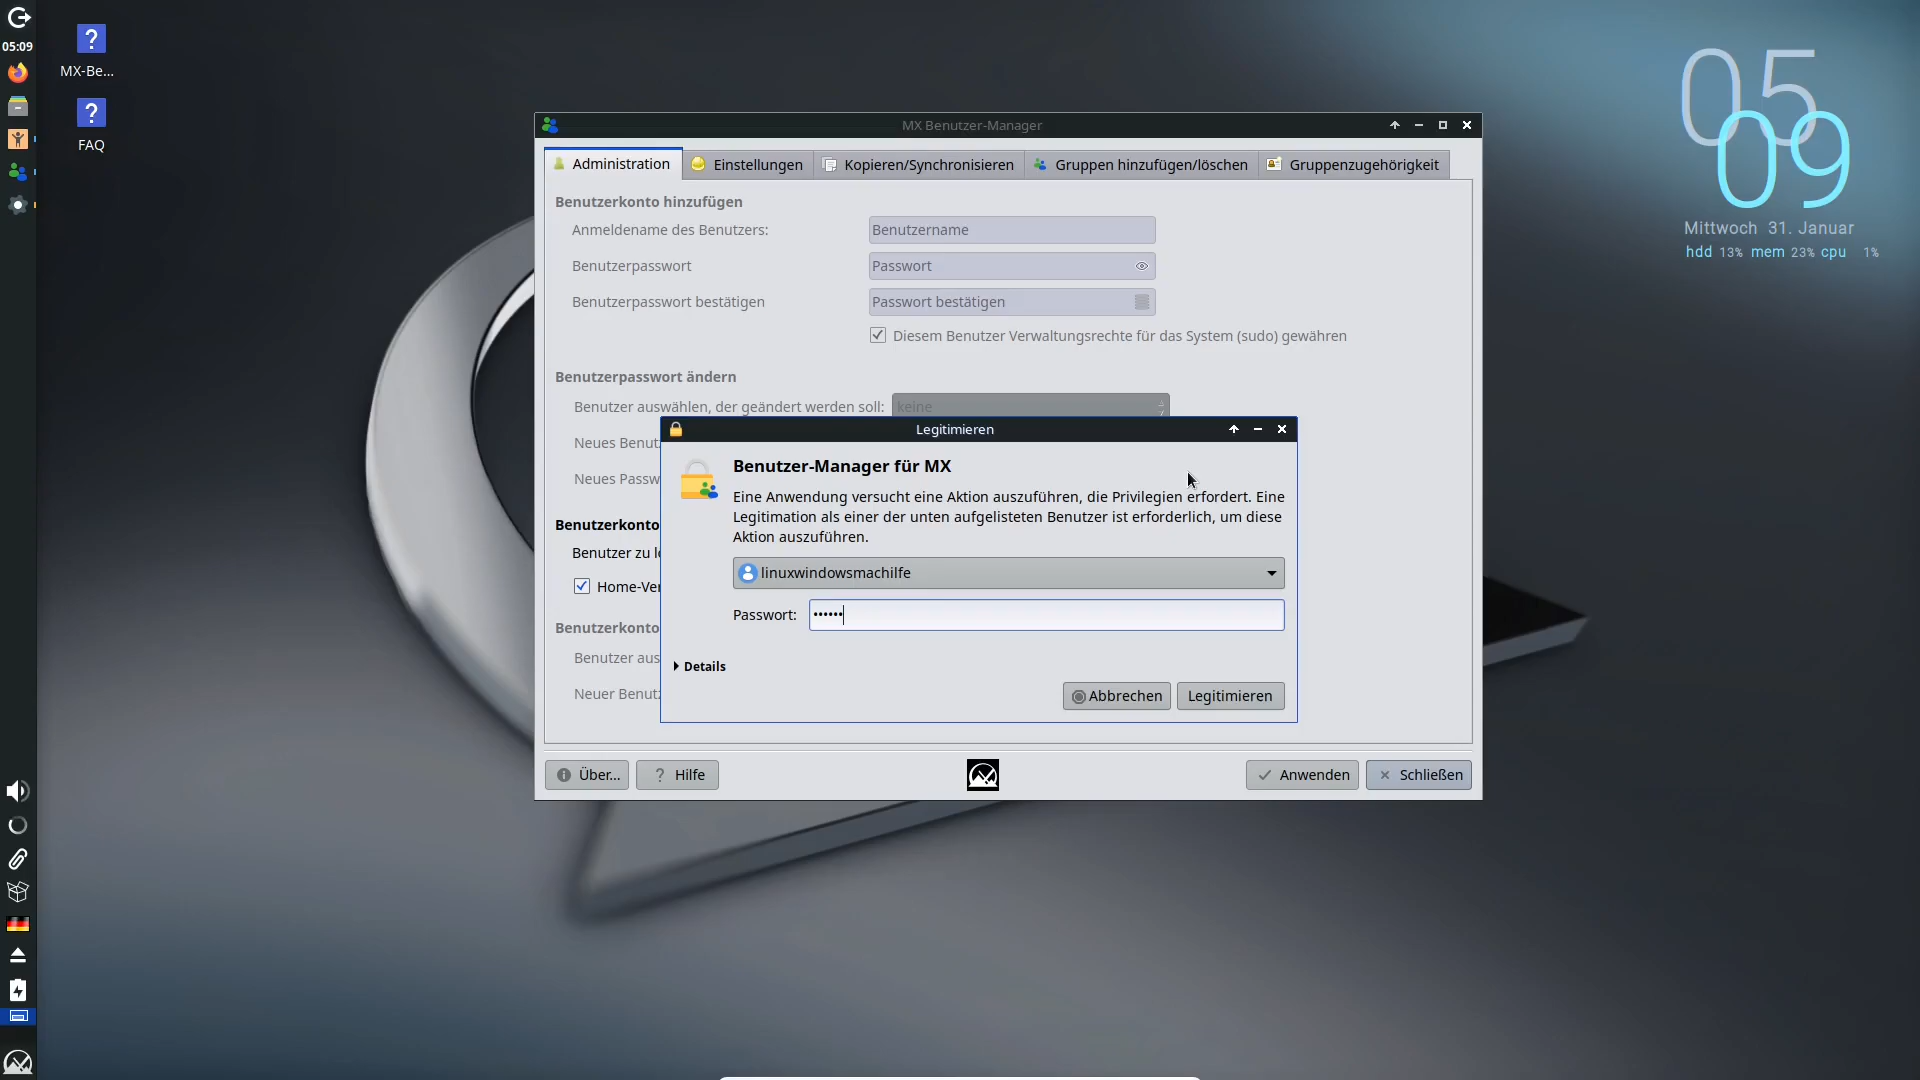 05:09
MX-Be...
FAQ
MX Benutzer-Manager
Administration
Einstellungen
Kopieren/Synchronisieren
Gruppen hinzufügen/löschen
Gruppenzugehörigkeit
Benutzerkonto hinzufügen
Anmeldename des Benutzers:
Benutzername
Benutzerpasswort
Passwort
Benutzerpasswort bestätigen
Passwort bestätigen
Diesem Benutzer Verwaltungsrechte für das System (sudo) gewähren
Benutzerpasswort ändern
Benutzer auswählen, der geändert werden soll:
keine
Neues Benut
Neues Passw
Benutzerkonto
Benutzer zu l
Home-Ver
Benutzerkonto
Benutzer aus
Neuer Benutz
Legitimieren
Benutzer-Manager für MX
Eine Anwendung versucht eine Aktion auszuführen, die Privilegien erfordert. Eine
Legitimation als einer der unten aufgelisteten Benutzer ist erforderlich, um diese
Aktion auszuführen.
linuxwindowsmachilfe
Passwort:
••••••
Details
Abbrechen
Legitimieren
Über...
? Hilfe
Anwenden
Schließen
05
09
Mittwoch 31. Januar
hdd 13% mem 23% cpu 1%